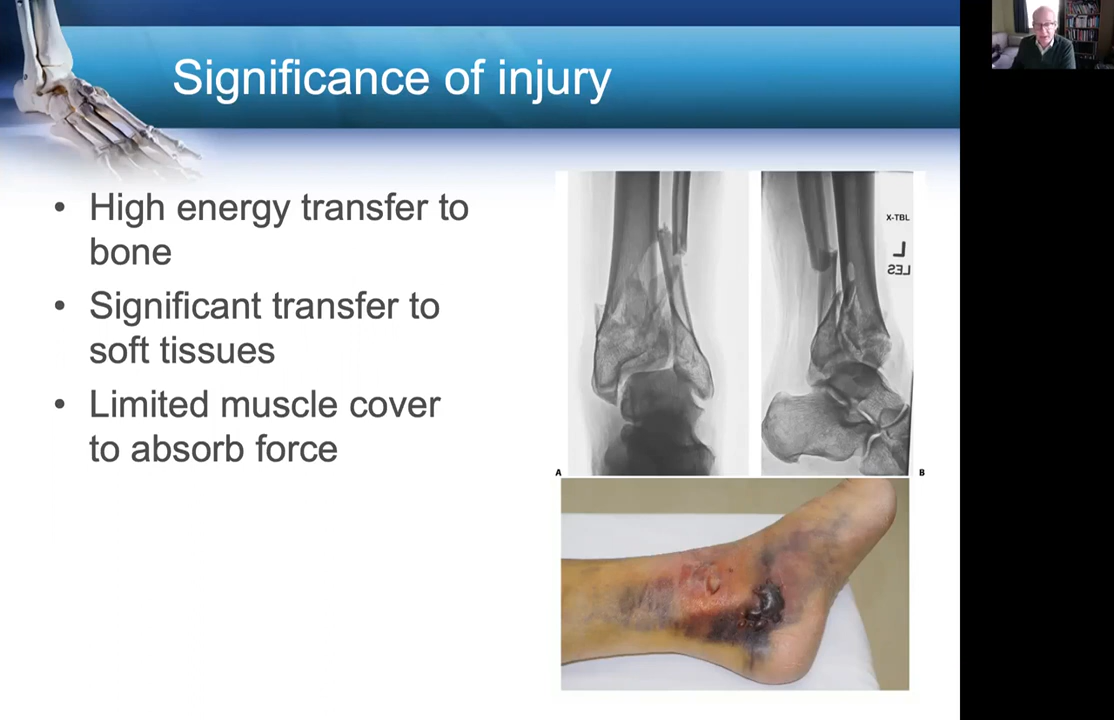 Significance of injury
• High energy transfer to
bone
• Significant transfer to
soft tissues
• Limited muscle cover
to absorb force
X-TBL
L
LES
A
B